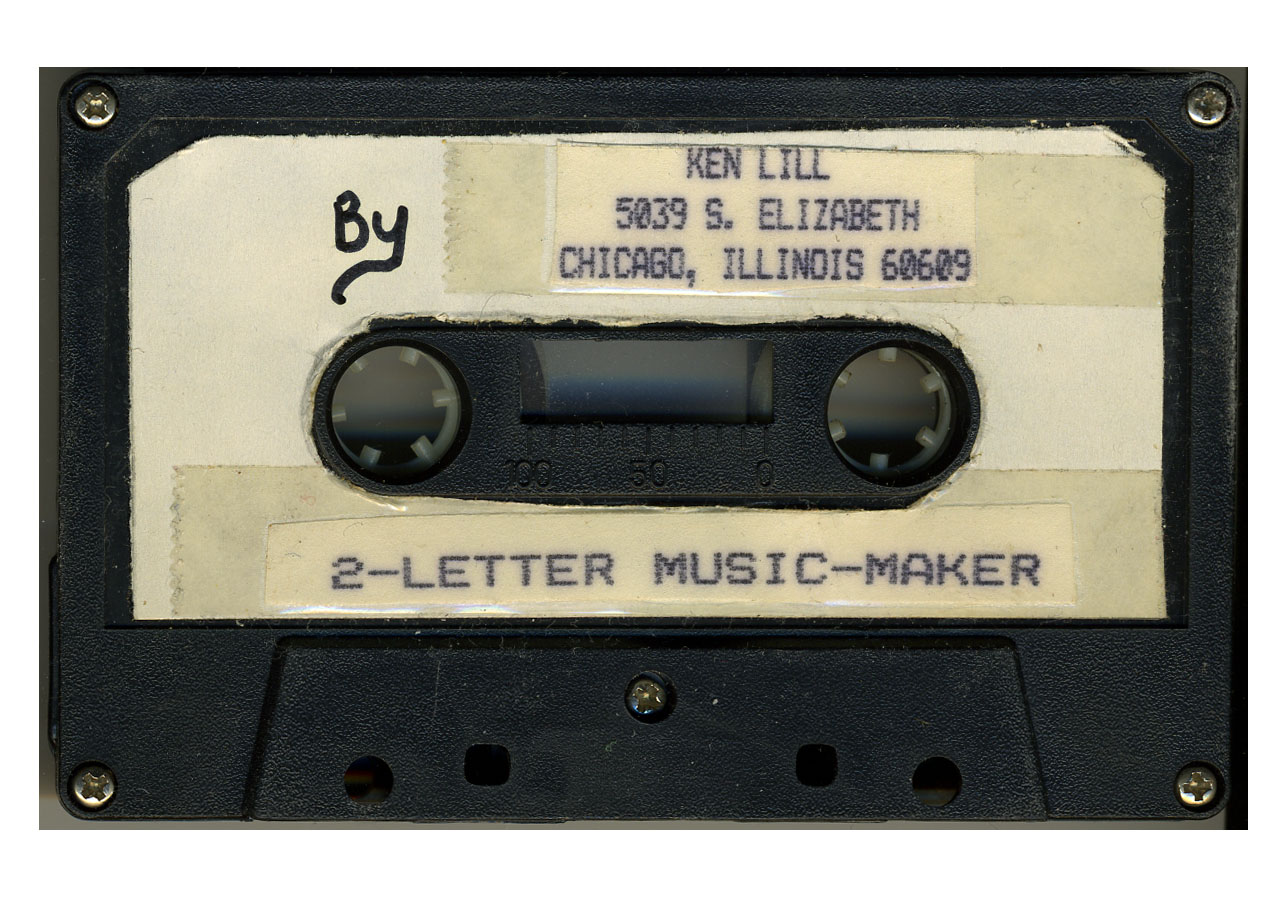 By
KEN LILL
5039 S. ELIZABETH
CHICAGO, ILLINOIS 60609
100 50 0
2-LETTER MUSIC-MAKER